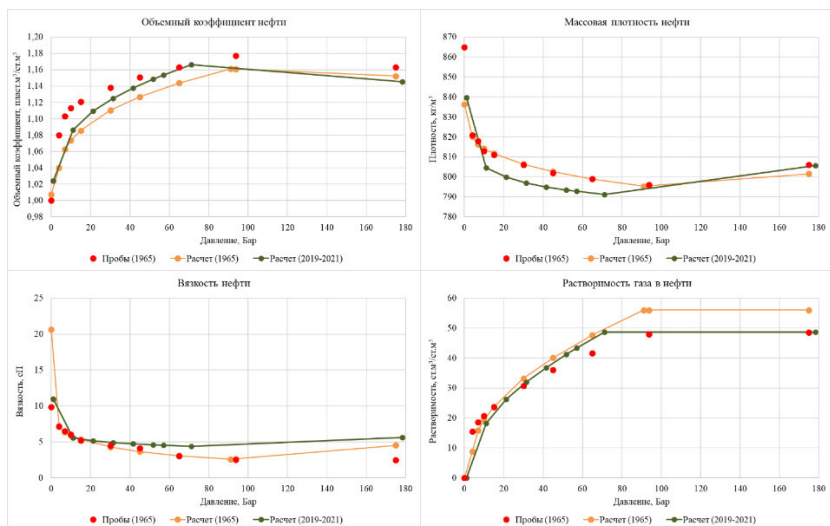 Объемный коэффициент нефти
Объемный коэффициент, пласт.м³/ст.м³
1,20
1,18
1,16
1,14
1,12
1,10
1,08
1,06
1,04
1,02
1,00
0,98
0 20 40 60 80 100 120 140 160 180
Давление, Бар
Пробы (1965) Расчет (1965) Расчет (2019-2021)
Массовая плотность нефти
Плотность, кг/м³
880
870
860
850
840
830
820
810
800
790
780
0 20 40 60 80 100 120 140 160 180
Давление, Бар
Пробы (1965) Расчет (1965) Расчет (2019-2021)
Вязкость нефти
Вязкость, сП
25
20
15
10
5
0
0 20 40 60 80 100 120 140 160 180
Давление, Бар
Пробы (1965) Расчет (1965) Расчет (2019-2021)
Растворимость газа в нефти
Растворимость, ст.м³/ст.м³
60
50
40
30
20
10
0
0 20 40 60 80 100 120 140 160 180
Давление, Бар
Пробы (1965) Расчет (1965) Расчет (2019-2021)